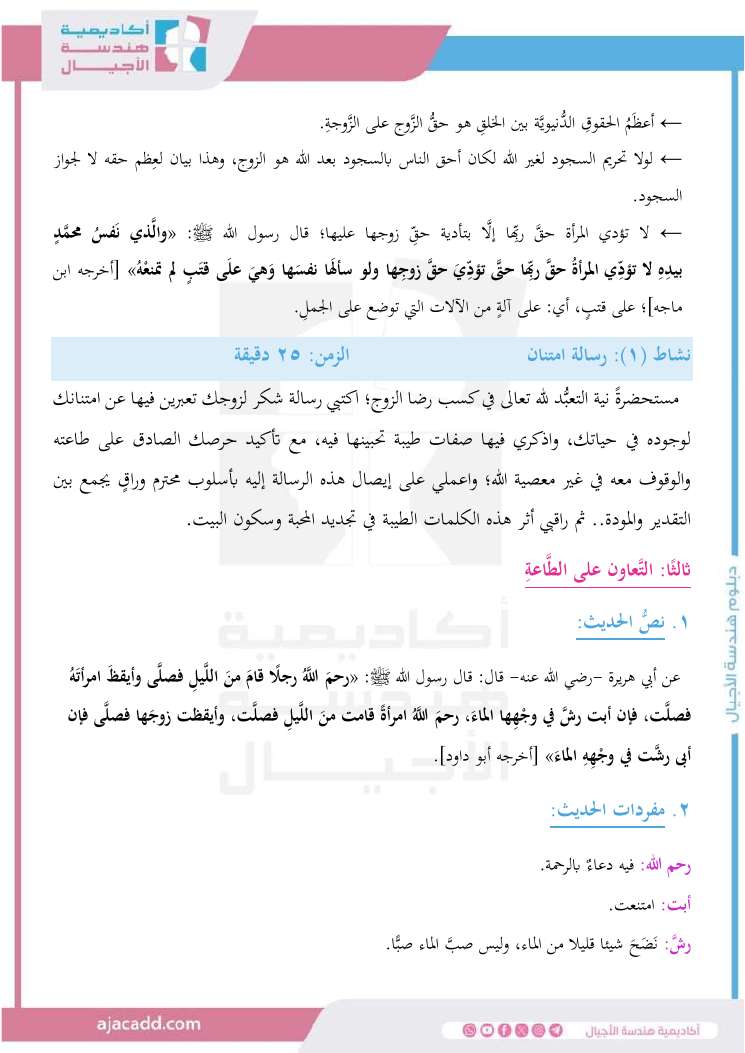 أكاديمية
هندسة
الأجيال
← أعظَمُ الحقوقِ الدُّنيويَّة بين الخلقِ هو حقُّ الزَّوج على الزَّوجةِ.
← لولا تحريم السجود لغير الله لكان أحق الناس بالسجود بعد الله هو الزوج، وهذا بيان لعِظم حقه لا لجواز
السجود.
← لا تؤدي المرأة حقَّ ربِّها إلَّا بتأدية حقِّ زوجها عليها؛ قال رسول الله ﷺ: «والَّذي نَفسُ محمَّدٍ
بيدِهِ لا تؤدِّي المرأةُ حقَّ ربِّها حتَّى تؤدِّيَ حقَّ زوجِها ولو سألَها نفسَها وَهيَ علَى قتَبٍ لم تمنعْهُ» [أخرجه ابن
ماجه]؛ على قتبٍ، أي: على آلةٍ من الآلات التي توضع على الجملِ.
نشاط (١): رسالة امتنان الزمن: ٢٥ دقيقة
مستحضرةً نية التعبُّد لله تعالى في كسب رضا الزوج؛ اكتبي رسالة شكر لزوجك تعبرين فيها عن امتنانك
لوجوده في حياتك، واذكري فيها صفات طيبة تحبينها فيه، مع تأكيد حرصك الصادق على طاعته
والوقوف معه في غير معصية الله؛ واعملي على إيصال هذه الرسالة إليه بأسلوب محترم وراقٍ يجمع بين
التقدير والمودة.. ثم راقبي أثر هذه الكلمات الطيبة في تجديد المحبة وسكون البيت.
ثالثًا: التَّعاون على الطَّاعةِ
١. نصُّ الحديث:
عن أبي هريرة -رضي الله عنه- قال: قال رسول الله ﷺ: «رحمَ اللَّهُ رجلًا قامَ منَ اللَّيلِ فصلَّى وأيقظَ امرأتَهُ
فصلَّت، فإن أبت رشَّ في وجْهِها الماءَ، رحمَ اللَّهُ امرأةً قامت منَ اللَّيلِ فصلَّت، وأيقظت زوجَها فصلَّى فإن
أبى رشَّت في وجْهِهِ الماءَ» [أخرجه أبو داود].
٢. مفردات الحديث:
رحم الله: فيه دعاءٌ بالرحمة.
أبت: امتنعت.
رشَّ: نَضَحَ شيئا قليلا من الماء، وليس صبَّ الماء صبًّا.
أكاديمية
هندسة
الأجيال
دبلوم هندسة الأجيال
أكاديمية هندسة الأجيال
ajacadd.com